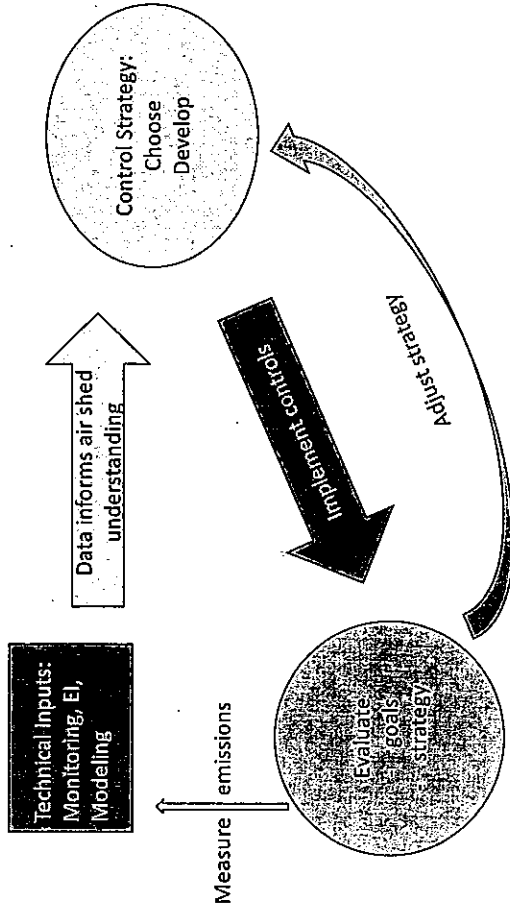 Technical Inputs:
Monitoring, EI,
Modeling
Data informs air shed
understanding
Control Strategy:
Choose
Develop
Implement controls
Adjust strategy
Evaluate
goals
strategy
Measure emissions